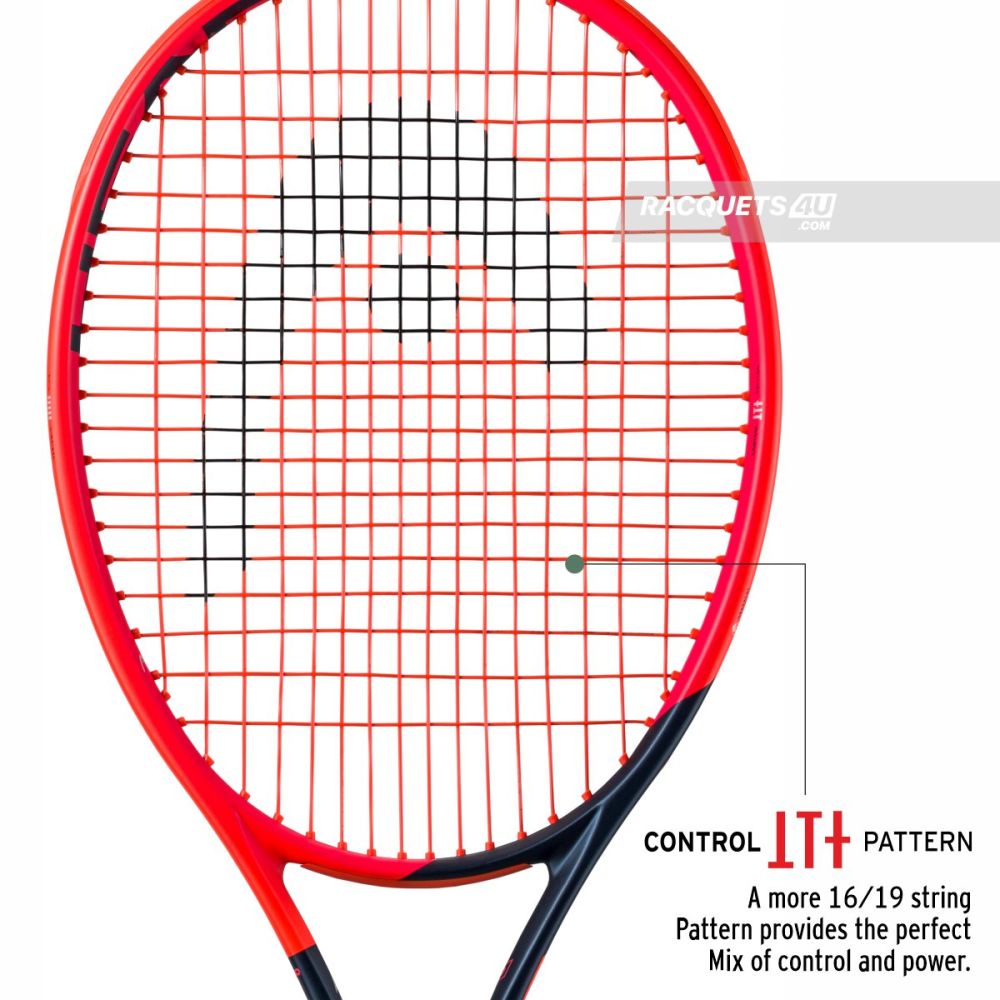 RACQUETS4U
.COM
CONTROL PATTERN
A more 16/19 string
Pattern provides the perfect
Mix of control and power.